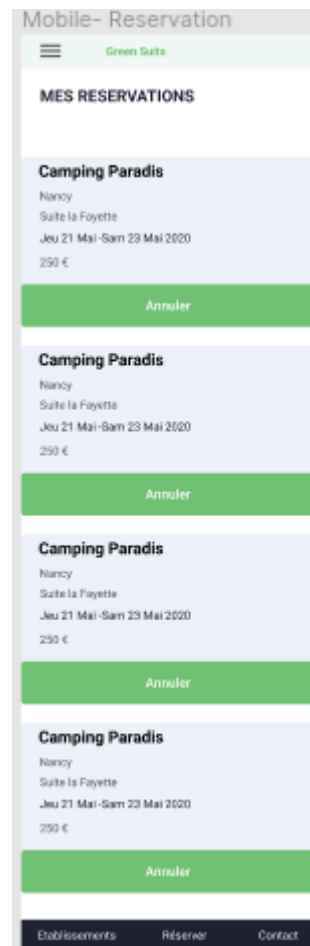 Mobile- Reservation
Green Suits
MES RESERVATIONS
Camping Paradis
Nancy
Suite la Fayette
Jeu 21 Mai -Sam 23 Mai 2020
250 €
Annuler
Camping Paradis
Nancy
Suite la Fayette
Jeu 21 Mai -Sam 23 Mai 2020
250 €
Annuler
Camping Paradis
Nancy
Suite la Fayette
Jeu 21 Mai -Sam 23 Mai 2020
250 €
Annuler
Camping Paradis
Nancy
Suite la Fayette
Jeu 21 Mai -Sam 23 Mai 2020
250 €
Annuler
Etablissements Réserver Contact